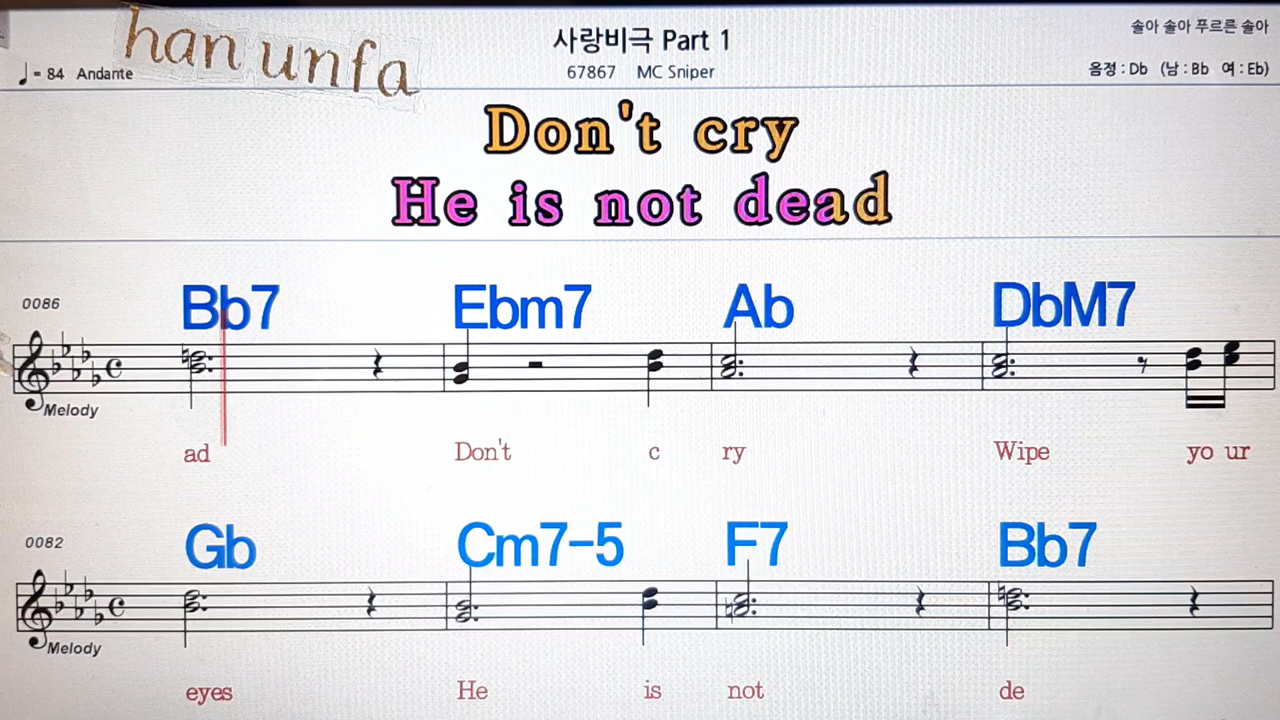 han unfa
사랑비극 Part 1
솔아 솔아 푸르른 솔아
♩= 84 Andante
67867 MC Sniper
음정 : Db (남 : Bb 여 : Eb)
Don't cry
He is not dead
0086
Bb7 Ebm7 Ab DbM7
Melody
ad Don't c ry Wipe yo ur
0082
Gb Cm7-5 F7 Bb7
Melody
eyes He is not de